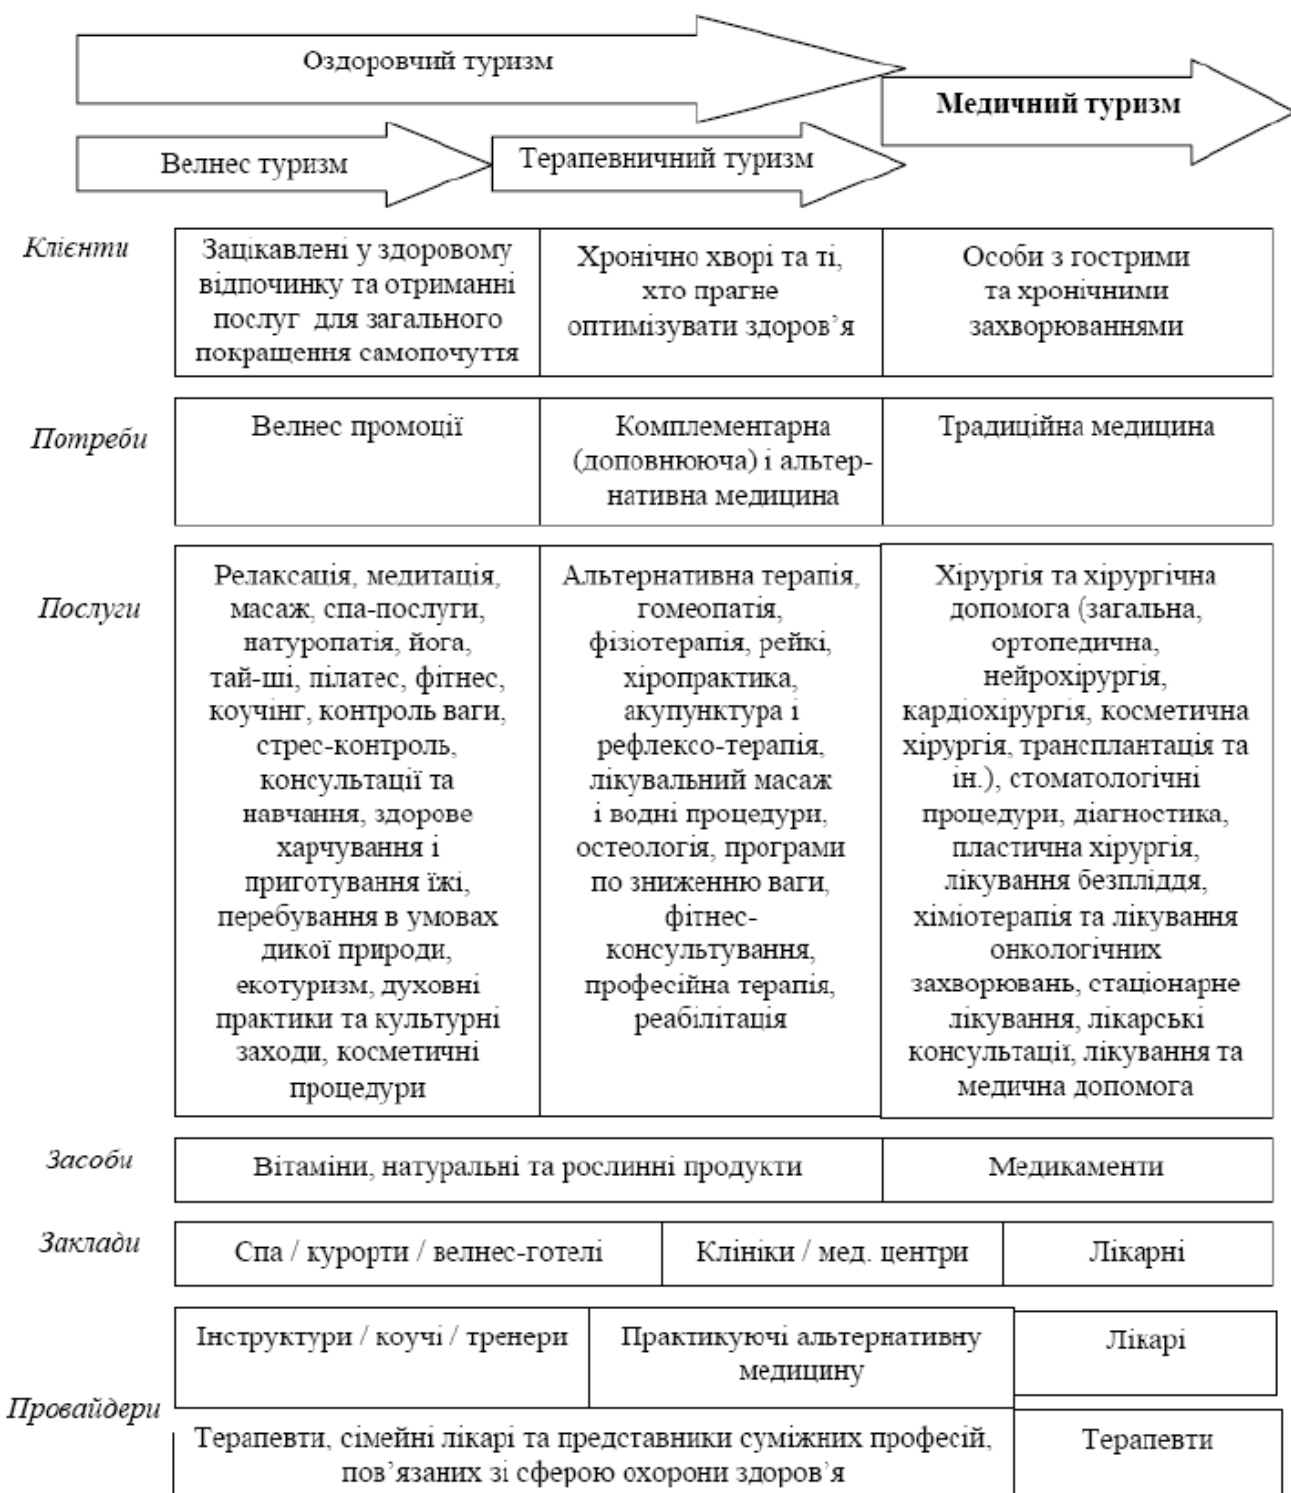 Оздоровчий туризм
Медичний туризм
Велнес туризм
Терапевничний туризм
Клієнти
Зацікавлені у здоровому
відпочинку та отриманні
послуг для загального
покращення самопочуття
Хронічно хворі та ті,
хто прагне
оптимізувати здоров’я
Особи з гострими
та хронічними
захворюваннями
Потреби
Велнес промоції
Комплементарна
(доповнююча) і альтер-
нативна медицина
Традиційна медицина
Послуги
Релаксація, медитація,
масаж, спа-послуги,
натуропатія, йога,
тай-ші, пілатес, фітнес,
коучінг, контроль ваги,
стрес-контроль,
консультації та
навчання, здорове
харчування і
приготування їжі,
перебування в умовах
дикої природи,
екотуризм, духовні
практики та культурні
заходи, косметичні
процедури
Альтернативна терапія,
гомеопатія,
фізіотерапія, рейкі,
хіропрактика,
акупунктура і
рефлексо-терапія,
лікувальний масаж
і водні процедури,
остеологія, програми
по зниженню ваги,
фітнес-
консультування,
професійна терапія,
реабілітація
Хірургія та хірургічна
допомога (загальна,
ортопедична,
нейрохірургія,
кардіохірургія, косметична
хірургія, трансплантація та
ін.), стоматологічні
процедури, діагностика,
пластична хірургія,
лікування безпліддя,
хіміотерапія та лікування
онкологічних
захворювань, стаціонарне
лікування, лікарські
консультації, лікування та
медична допомога
Засоби
Вітаміни, натуральні та рослинні продукти
Медикаменти
Заклади
Спа / курорти / велнес-готелі
Клініки / мед. центри
Лікарні
Провайдери
Інструктури / коучі / тренери
Практикуючі альтернативну
медицину
Лікарі
Терапевти, сімейні лікарі та представники суміжних професій,
пов’язаних зі сферою охорони здоров’я
Терапевти